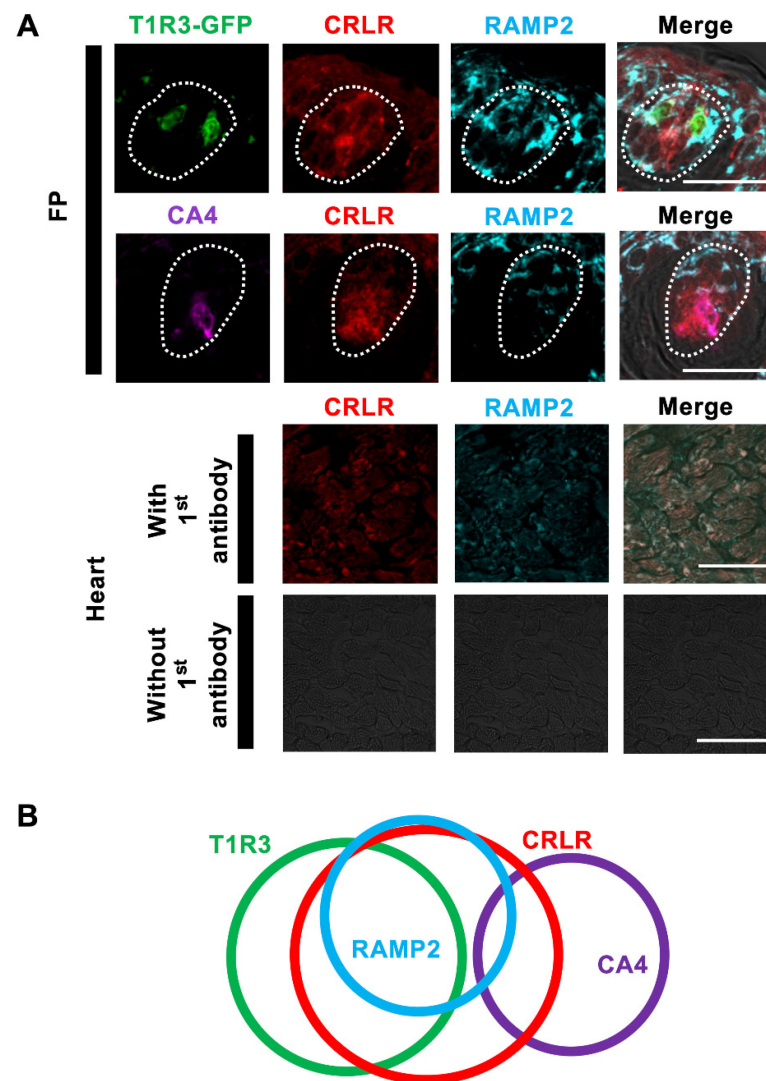 A
T1R3-GFP CRLR RAMP2 Merge
FP
CA4 CRLR RAMP2 Merge
CRLR RAMP2 Merge
Heart
With
1st
antibody
Without
1st
antibody
B
T1R3
CRLR
RAMP2
CA4